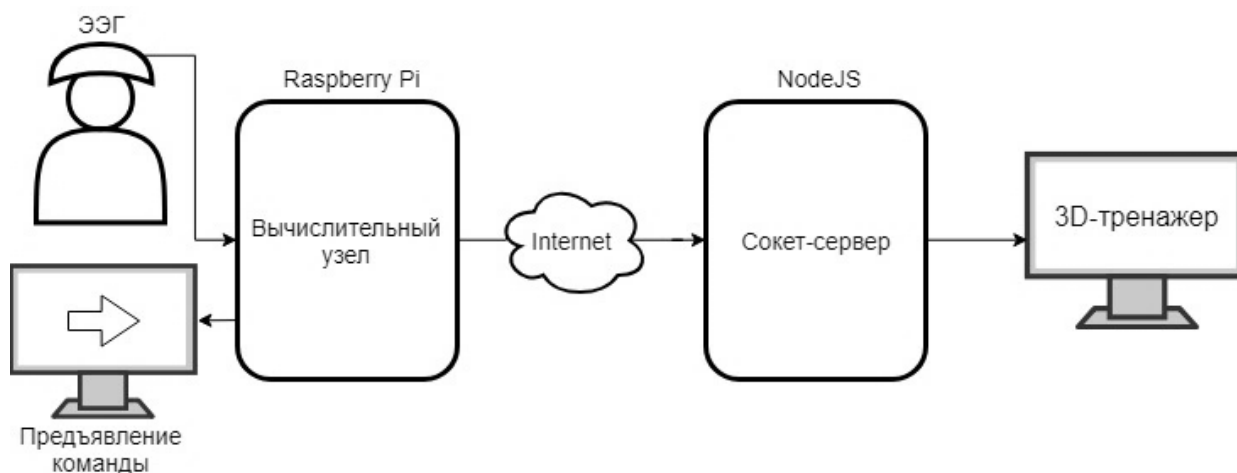 ЭЭГ
Raspberry Pi
NodeJS
Вычислительный
узел
Internet
Сокет-сервер
3D-тренажер
Предъявление
команды